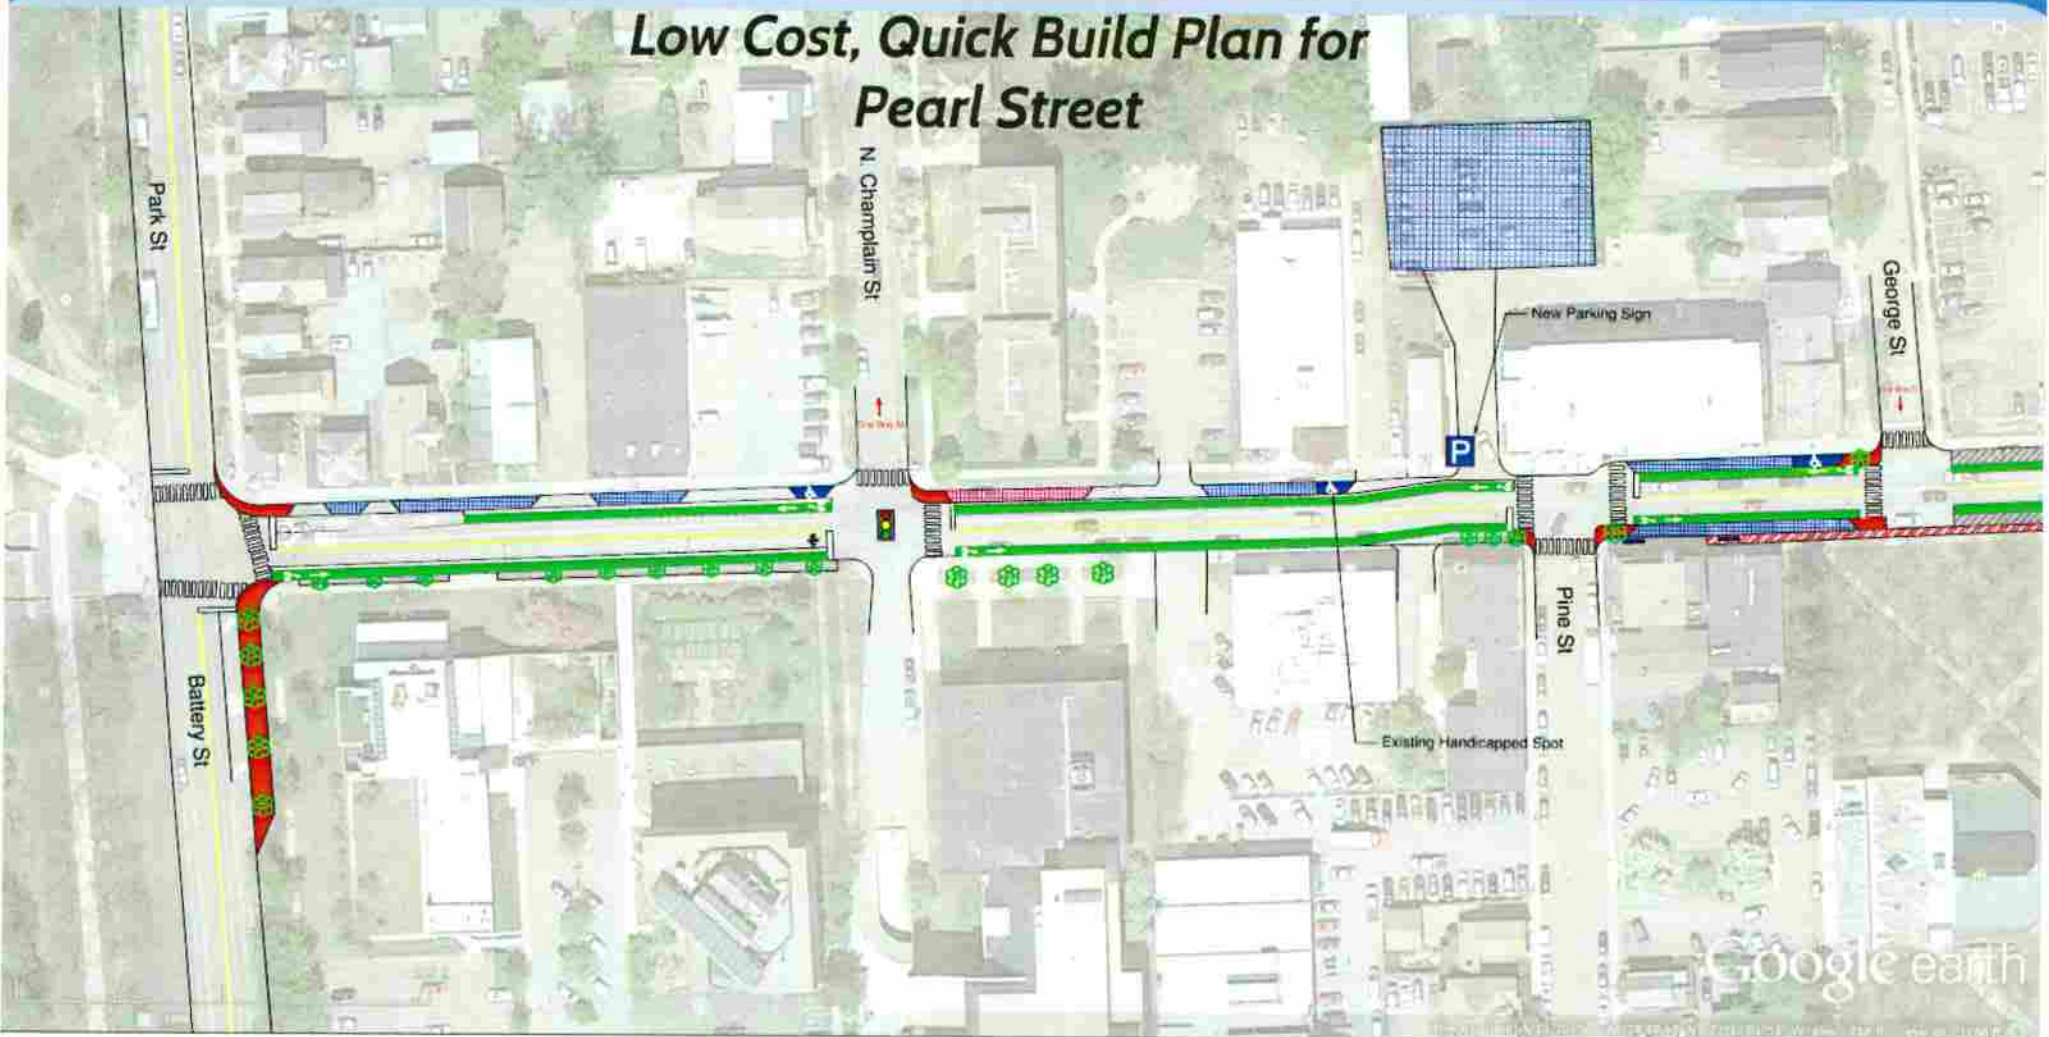 Low Cost, Quick Build Plan for
Pearl Street
Park St
N. Champlain St
George St
New Parking Sign
P
Pine St
Battery St
Existing Handicapped Spot
Google earth